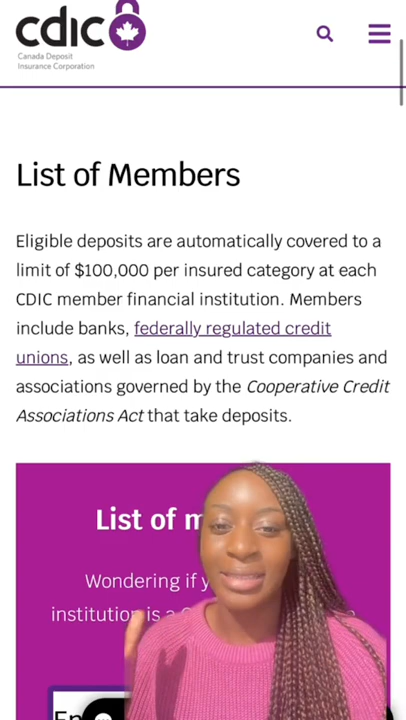 cdic
Canada Deposit
Insurance Corporation
List of Members
Eligible deposits are automatically covered to a
limit of $100,000 per insured category at each
CDIC member financial institution. Members
include banks, federally regulated credit
unions, as well as loan and trust companies and
associations governed by the Cooperative Credit
Associations Act that take deposits.
List of
Wondering if
institution is a